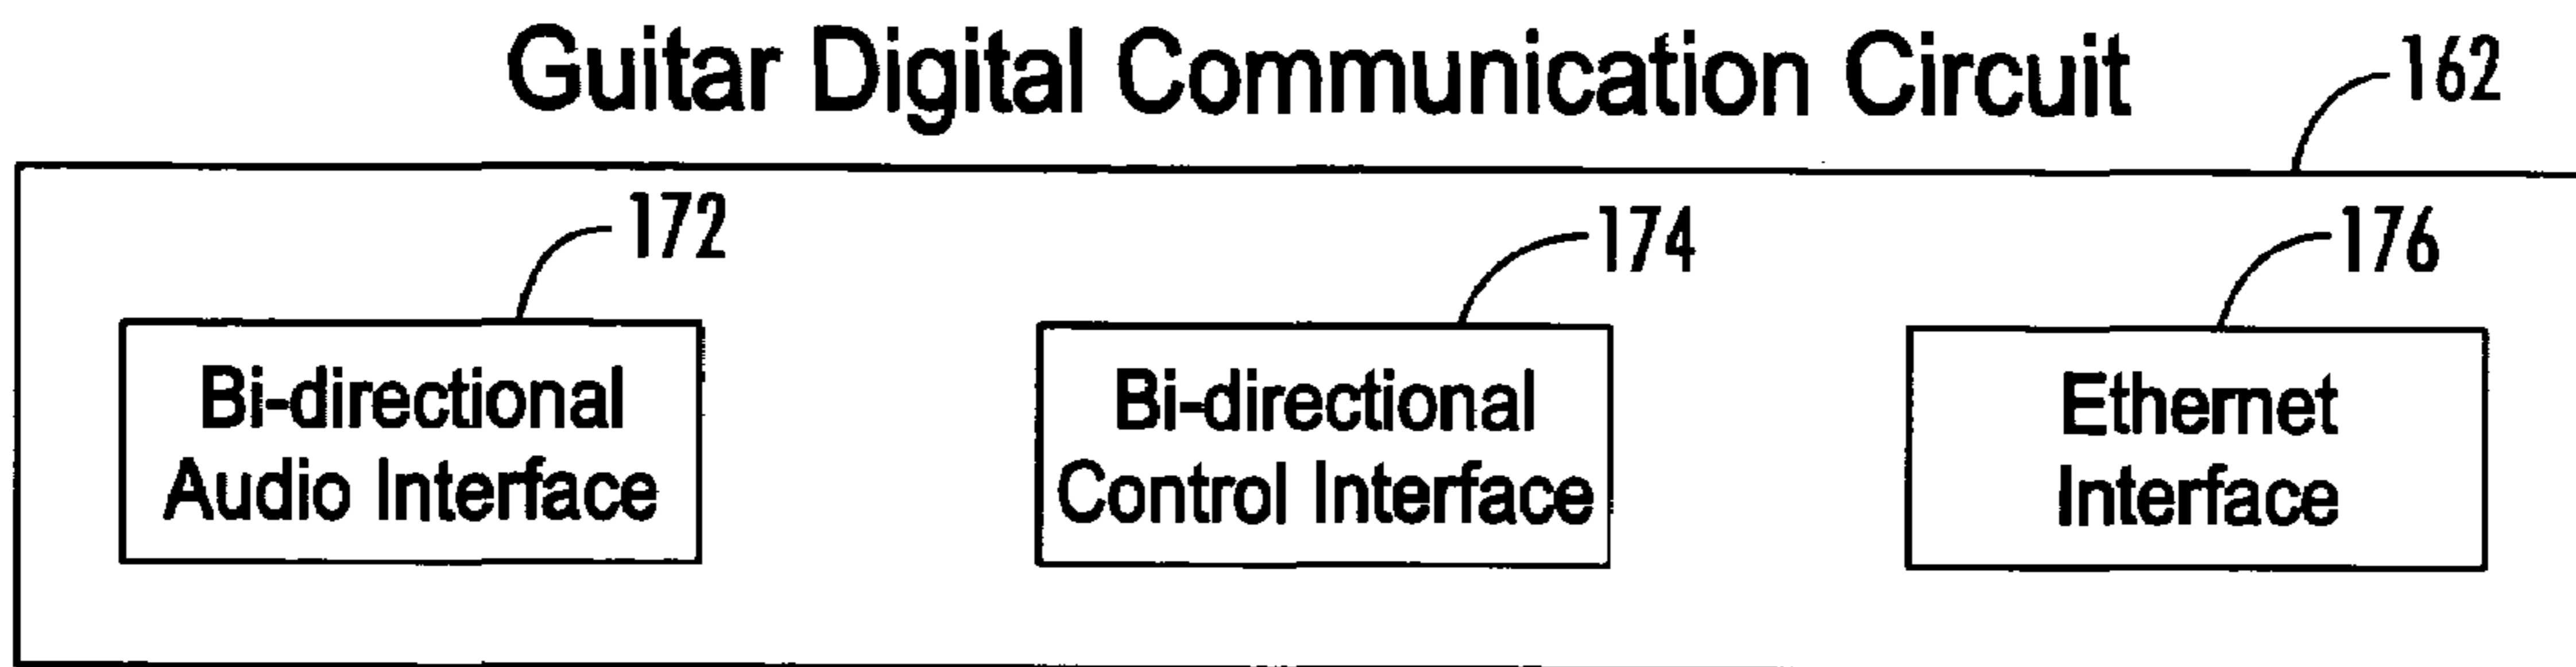 Guitar Digital Communication Circuit
162
172
174
176
Bi-directional
Audio Interface
Bi-directional
Control Interface
Ethernet
Interface